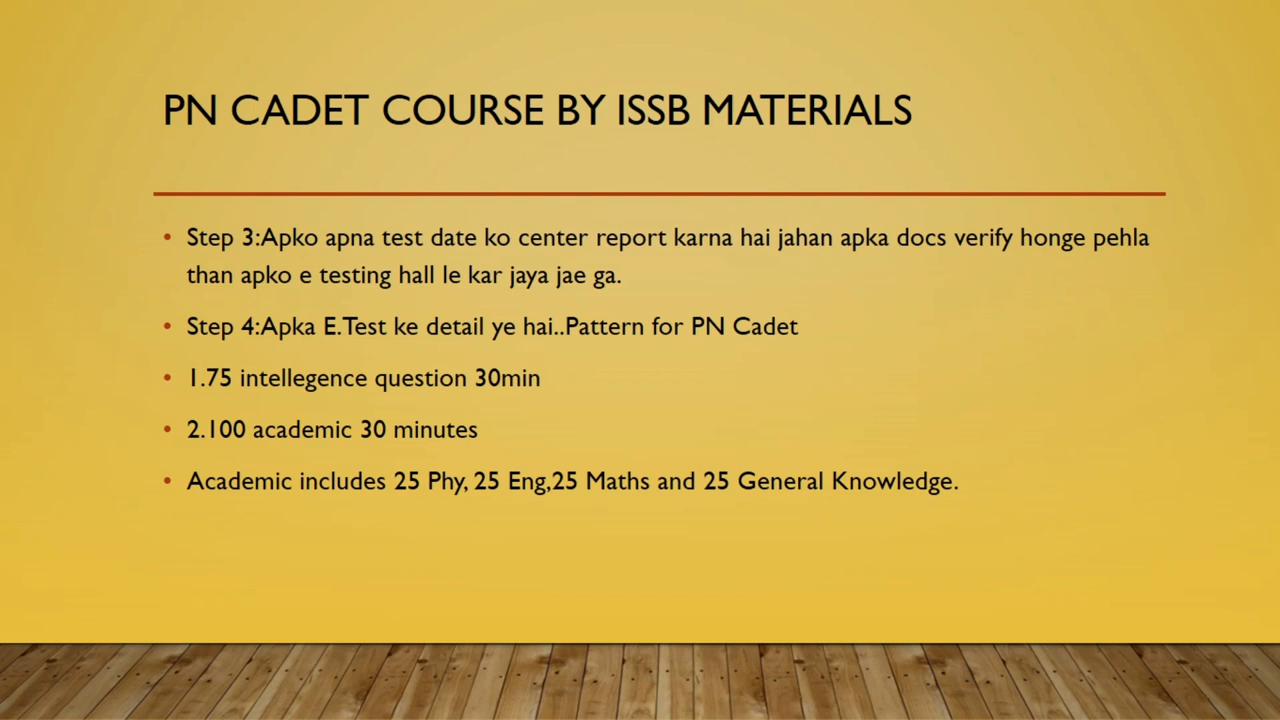 PN CADET COURSE BY ISSB MATERIALS
• Step 3:Apko apna test date ko center report karna hai jahan apka docs verify honge pehla
than apko e testing hall le kar jaya jae ga.
• Step 4:Apka E.Test ke detail ye hai..Pattern for PN Cadet
• 1.75 intellegence question 30min
• 2.100 academic 30 minutes
• Academic includes 25 Phy, 25 Eng,25 Maths and 25 General Knowledge.